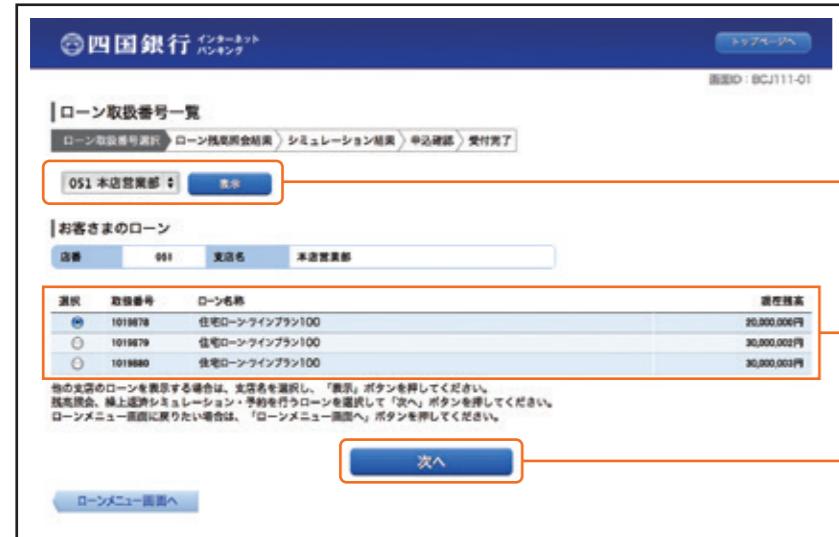 四国銀行 インターネット
バンキング
トップページへ
画面ID:BCJ111-01
ローン取扱番号一覧
ローン取扱番号選択 ローン残高照会結果 シミュレーション結果 申込確認 受付完了
051 本店営業部 表示
お客さまのローン
店番 051 支店名 本店営業部
選択 取扱番号 ローン名称 現在残高
1019878 住宅ローン-ラインプラン100 20,000,000円
1019879 住宅ローン-ラインプラン100 30,000,002円
1019880 住宅ローン-ラインプラン100 30,000,003円
他の支店のローンを表示する場合は、支店名を選択し、「表示」ボタンを押してください。
残高照会、繰上返済シミュレーション・予約を行うローンを選択して「次へ」ボタンを押してください。
ローンメニュー画面に戻りたい場合は、「ローンメニュー画面へ」ボタンを押してください。
次へ
ローンメニュー画面へ